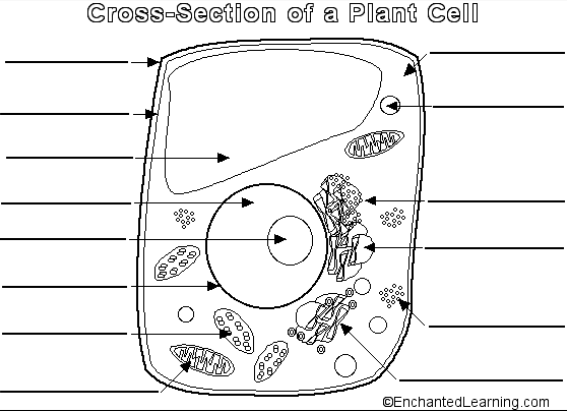 Cross-Section of a Plant Cell
©EnchantedLearning.com